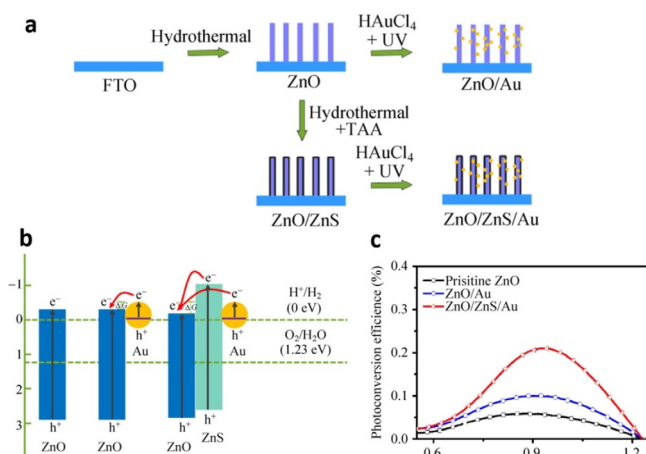 a
Hydrothermal
HAuCl₄
+ UV
FTO
ZnO
ZnO/Au
Hydrothermal
+TAA
HAuCl₄
+ UV
ZnO/ZnS
ZnO/ZnS/Au
b
−1
0
1
2
3
e⁻
e⁻
ΔG
e⁻
e⁻
e⁻
ΔG
e⁻
H⁺/H₂
(0 eV)
h⁺
Au
h⁺
Au
O₂/H₂O
(1.23 eV)
h⁺
h⁺
h⁺
h⁺
ZnO
ZnO
ZnO
ZnS
c
Photoconversion efficience (%)
0.4
0.3
0.2
0.1
0.0
Prisitine ZnO
ZnO/Au
ZnO/ZnS/Au
0.6
0.9
1.2